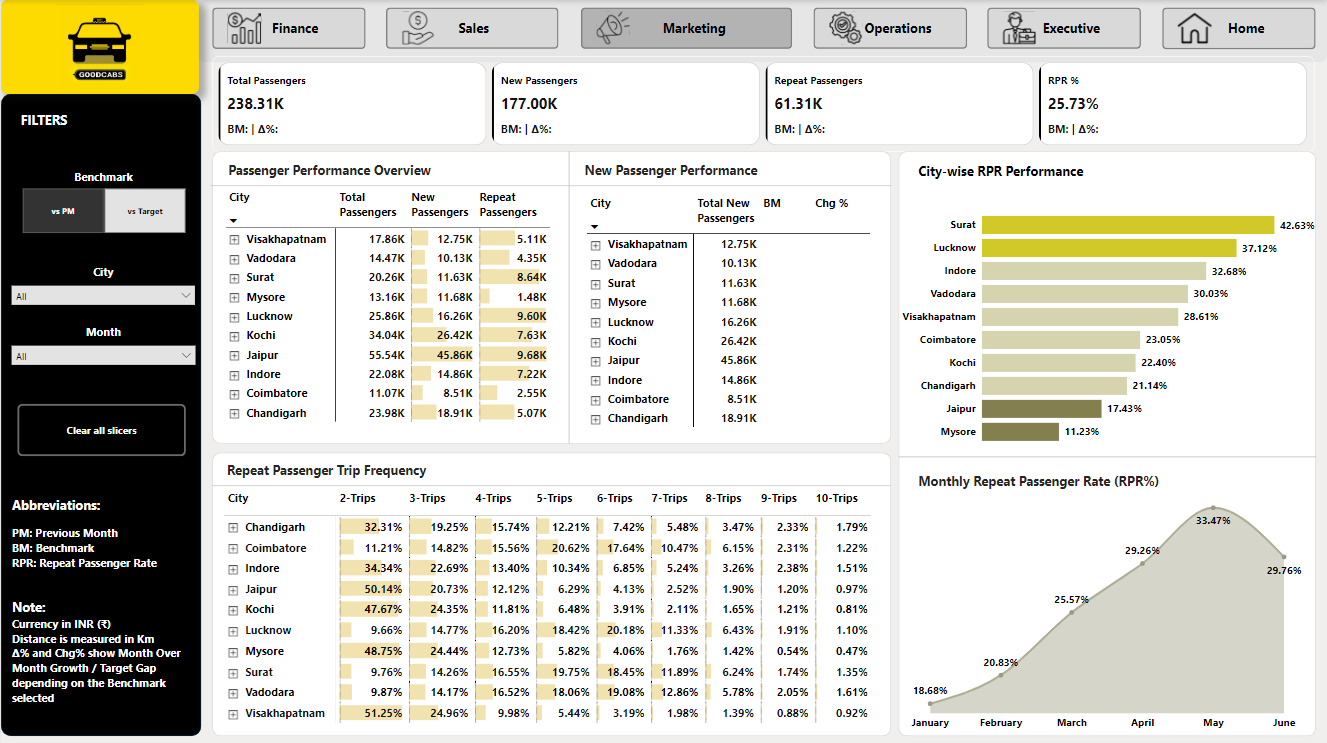 GOODCABS
Finance
Sales
Marketing
Operations
Executive
Home
FILTERS
Benchmark
vs PM
vs Target
City
All
Month
All
Clear all slicers
Abbreviations:
PM: Previous Month
BM: Benchmark
RPR: Repeat Passenger Rate
Note:
Currency in INR (₹)
Distance is measured in Km
Δ% and Chg% show Month Over
Month Growth / Target Gap
depending on the Benchmark
selected
Total Passengers
238.31K
BM: | Δ%:
New Passengers
177.00K
BM: | Δ%:
Repeat Passengers
61.31K
BM: | Δ%:
RPR %
25.73%
BM: | Δ%:
Passenger Performance Overview
City Total Passengers New Passengers Repeat Passengers
Visakhapatnam 17.86K 12.75K 5.11K
Vadodara 14.47K 10.13K 4.35K
Surat 20.26K 11.63K 8.64K
Mysore 13.16K 11.68K 1.48K
Lucknow 25.86K 16.26K 9.60K
Kochi 34.04K 26.42K 7.63K
Jaipur 55.54K 45.86K 9.68K
Indore 22.08K 14.86K 7.22K
Coimbatore 11.07K 8.51K 2.55K
Chandigarh 23.98K 18.91K 5.07K
New Passenger Performance
City Total New Passengers BM Chg %
Visakhapatnam 12.75K
Vadodara 10.13K
Surat 11.63K
Mysore 11.68K
Lucknow 16.26K
Kochi 26.42K
Jaipur 45.86K
Indore 14.86K
Coimbatore 8.51K
Chandigarh 18.91K
City-wise RPR Performance
Surat 42.63%
Lucknow 37.12%
Indore 32.68%
Vadodara 30.03%
Visakhapatnam 28.61%
Coimbatore 23.05%
Kochi 22.40%
Chandigarh 21.14%
Jaipur 17.43%
Mysore 11.23%
Repeat Passenger Trip Frequency
City 2-Trips 3-Trips 4-Trips 5-Trips 6-Trips 7-Trips 8-Trips 9-Trips 10-Trips
Chandigarh 32.31% 19.25% 15.74% 12.21% 7.42% 5.48% 3.47% 2.33% 1.79%
Coimbatore 11.21% 14.82% 15.56% 20.62% 17.64% 10.47% 6.15% 2.31% 1.22%
Indore 34.34% 22.69% 13.40% 10.34% 6.85% 5.24% 3.26% 2.38% 1.51%
Jaipur 50.14% 20.73% 12.12% 6.29% 4.13% 2.52% 1.90% 1.20% 0.97%
Kochi 47.67% 24.35% 11.81% 6.48% 3.91% 2.11% 1.65% 1.21% 0.81%
Lucknow 9.66% 14.77% 16.20% 18.42% 20.18% 11.33% 6.43% 1.91% 1.10%
Mysore 48.75% 24.44% 12.73% 5.82% 4.06% 1.76% 1.42% 0.54% 0.47%
Surat 9.76% 14.26% 16.55% 19.75% 18.45% 11.89% 6.24% 1.74% 1.35%
Vadodara 9.87% 14.17% 16.52% 18.06% 19.08% 12.86% 5.78% 2.05% 1.61%
Visakhapatnam 51.25% 24.96% 9.98% 5.44% 3.19% 1.98% 1.39% 0.88% 0.92%
Monthly Repeat Passenger Rate (RPR%)
18.68%
20.83%
25.57%
29.26%
33.47%
29.76%
January February March April May June